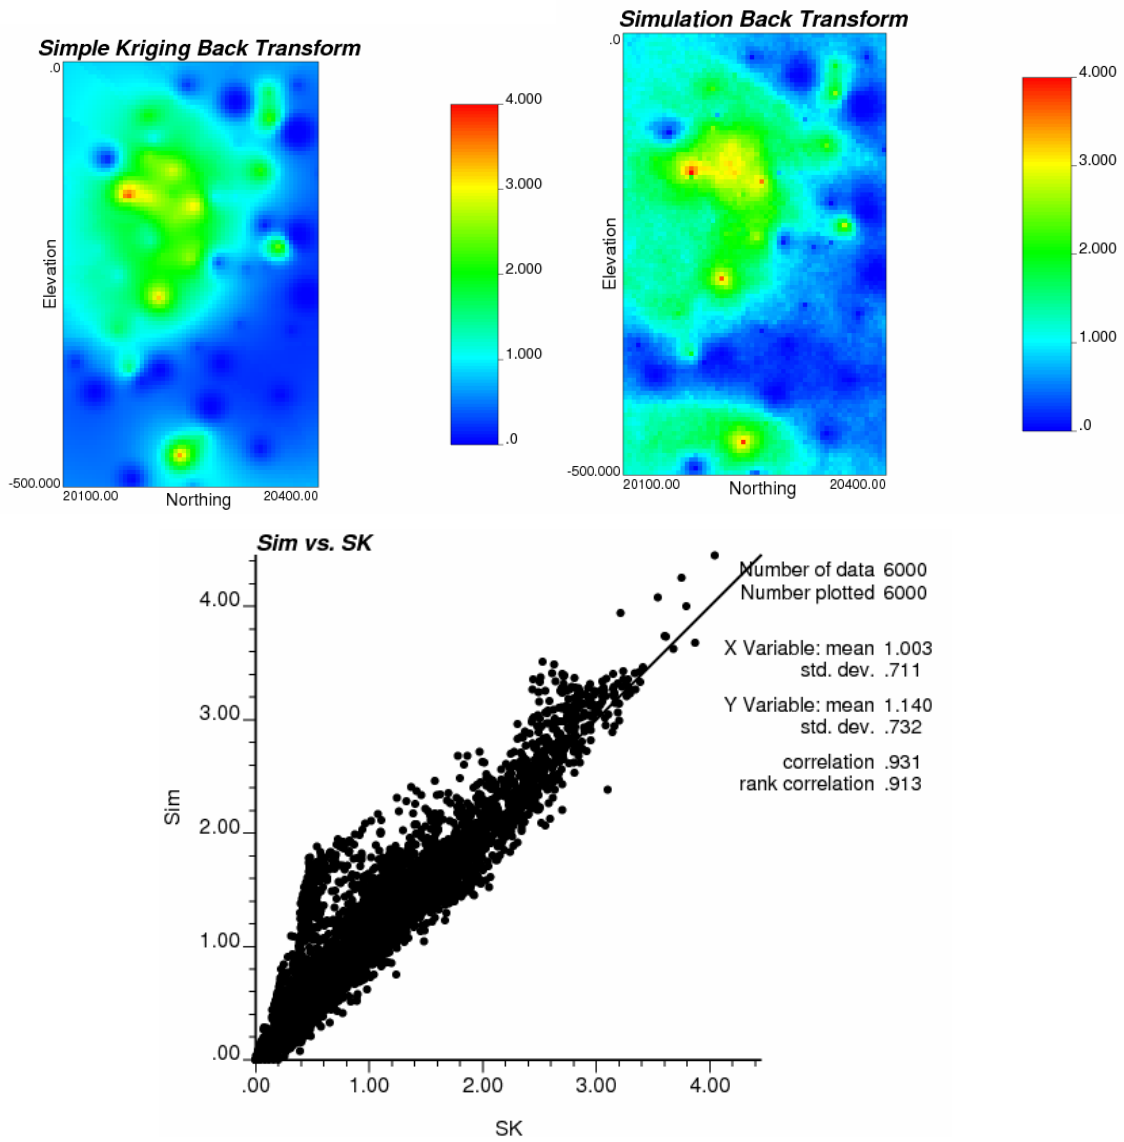 Simple Kriging Back Transform
.0
Elevation
-500.000
20100.00
Northing
20400.00
4.000
3.000
2.000
1.000
.0
Simulation Back Transform
.0
Elevation
-500.000
20100.00
Northing
20400.00
4.000
3.000
2.000
1.000
.0
Sim vs. SK
Number of data 6000
Number plotted 6000
X Variable: mean 1.003
std. dev. .711
Y Variable: mean 1.140
std. dev. .732
correlation .931
rank correlation .913
Sim
4.00
3.00
2.00
1.00
.00
.00 1.00 2.00 3.00 4.00
SK